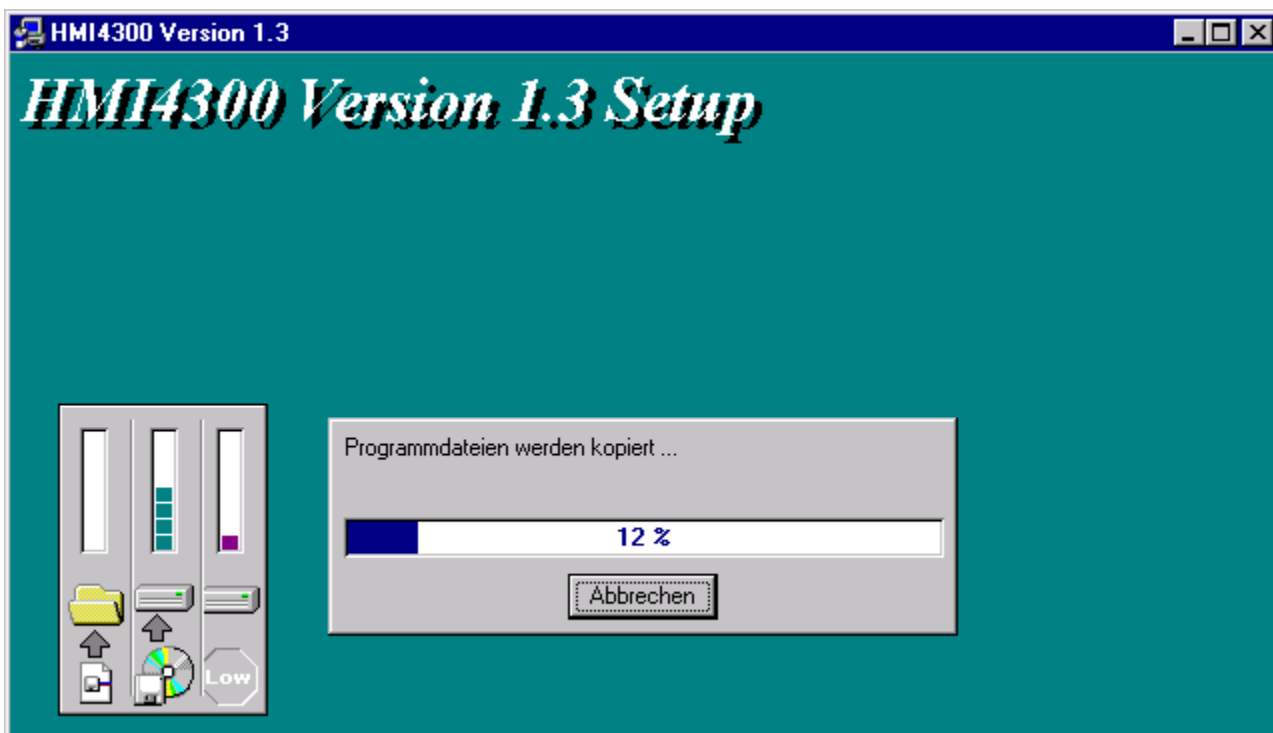 HMI4300 Version 1.3
HMI4300 Version 1.3 Setup
Programmdateien werden kopiert ...
12 %
Abbrechen
Low